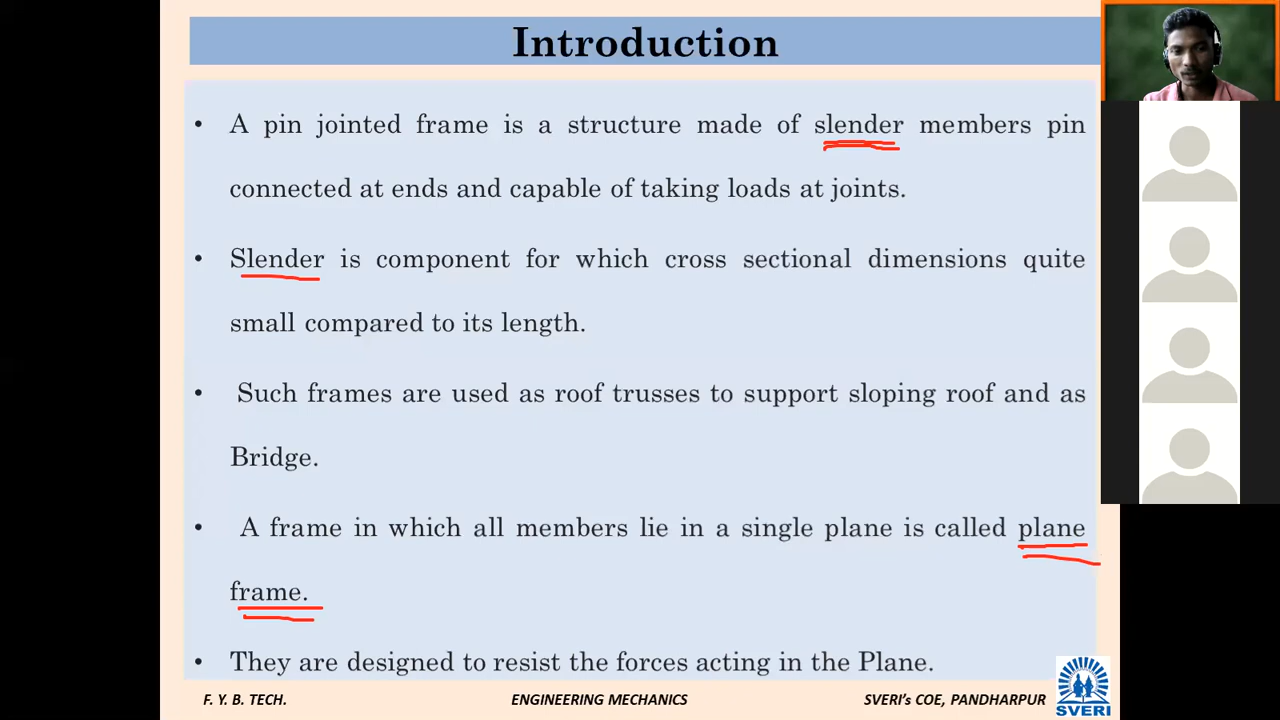 Introduction
• A pin jointed frame is a structure made of slender members pin
connected at ends and capable of taking loads at joints.
• Slender is component for which cross sectional dimensions quite
small compared to its length.
• Such frames are used as roof trusses to support sloping roof and as
Bridge.
• A frame in which all members lie in a single plane is called plane
frame.
• They are designed to resist the forces acting in the Plane.
F. Y. B. TECH. ENGINEERING MECHANICS SVERI's COE, PANDHARPUR
SVERI